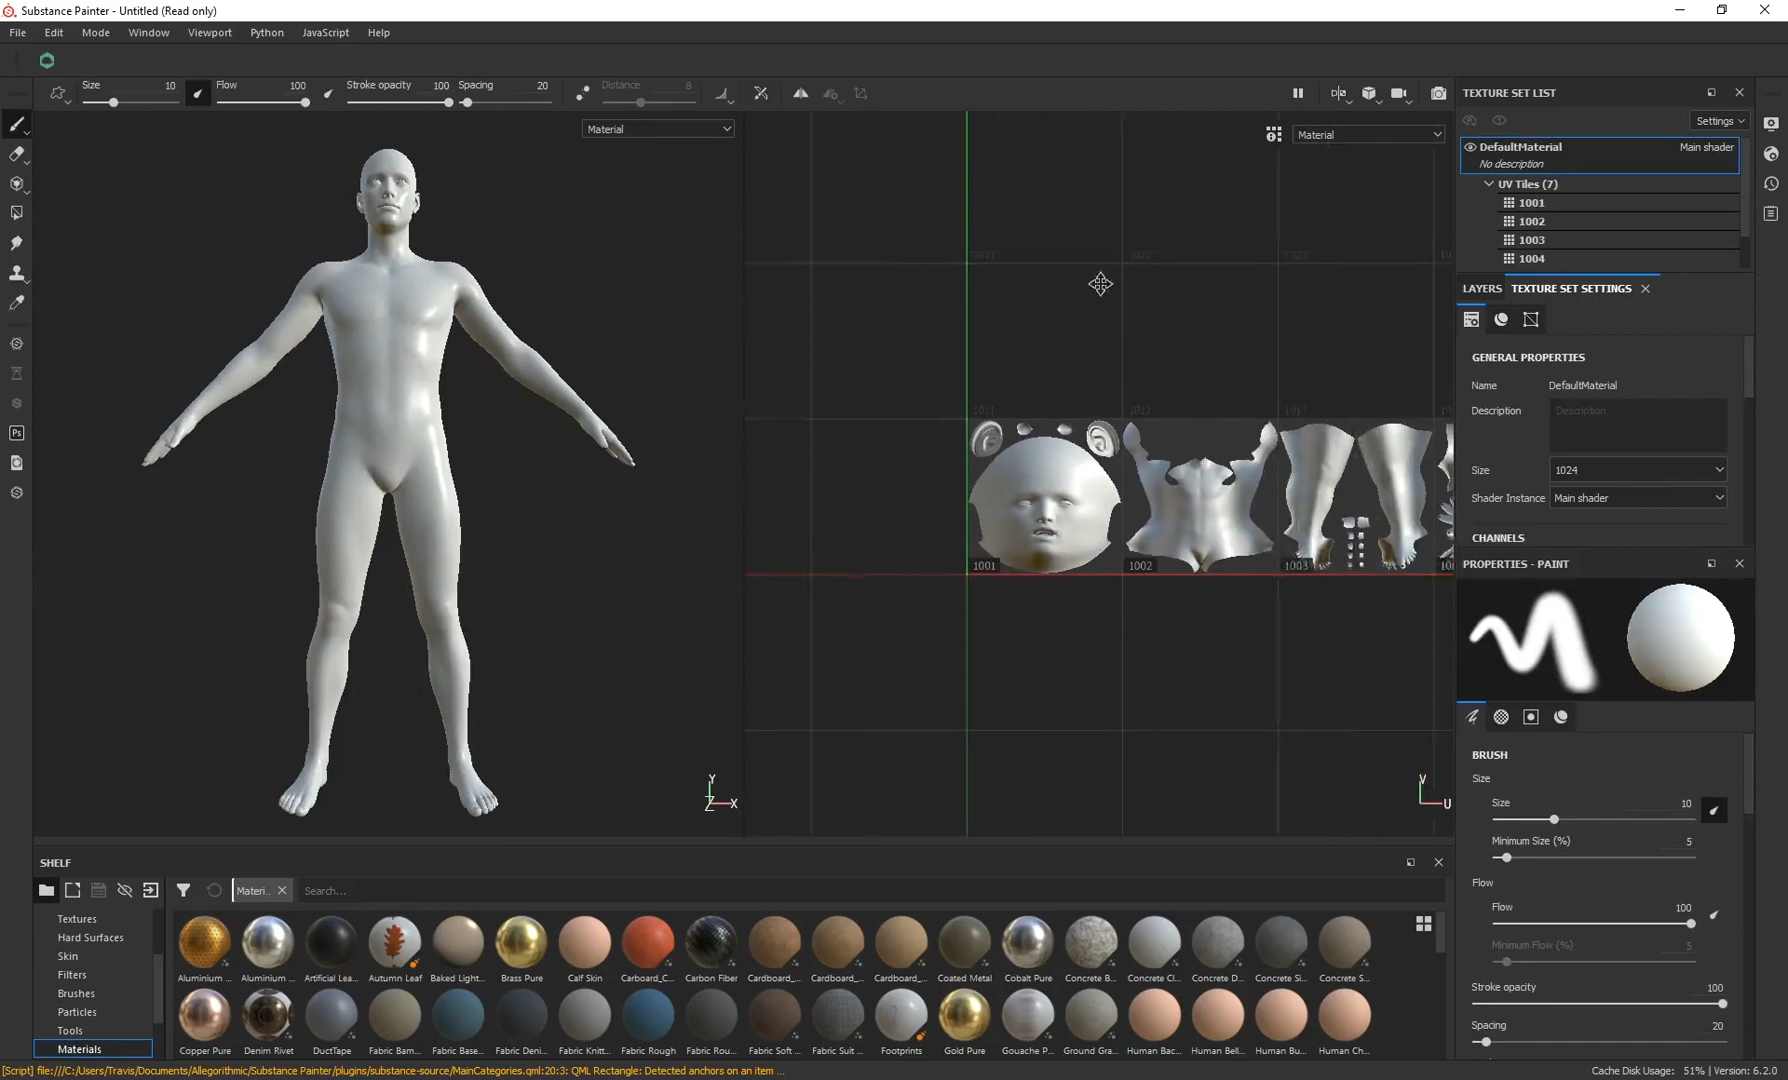 Substance Painter - Untitled (Read only)
File Edit Mode Window Viewport Python JavaScript Help
Size 10 Flow 100 Stroke opacity 100 Spacing 20 Distance 8
Material
Material
1021 1022 1023
1011 1012
1001 1002 1003
Y
Z X
V
U
TEXTURE SET LIST
Settings
DefaultMaterial Main shader
No description
UV Tiles (7)
1001
1002
1003
1004
LAYERS TEXTURE SET SETTINGS
GENERAL PROPERTIES
Name DefaultMaterial
Description Description
Size 1024
Shader Instance Main shader
CHANNELS
PROPERTIES - PAINT
BRUSH
Size
Size 10
Minimum Size (%) 5
Flow
Flow 100
Minimum Flow (%) 5
Stroke opacity 100
Spacing 20
SHELF
Materi.. Search...
Textures
Hard Surfaces
Skin
Filters
Brushes
Particles
Tools
Materials
Aluminium ... Aluminium ... Artificial Lea... Autumn Leaf Baked Light... Brass Pure Calf Skin Carboard_C... Carbon Fiber Cardboard_... Cardboard_... Cardboard_... Coated Metal Cobalt Pure Concrete B... Concrete Cl... Concrete D... Concrete Si... Concrete S...
Copper Pure Denim Rivet DuctTape Fabric Bam... Fabric Base... Fabric Deni... Fabric Knitt... Fabric Rough Fabric Rou... Fabric Soft ... Fabric Suit ... Footprints Gold Pure Gouache P... Ground Gra... Human Bac... Human Bel... Human Bu... Human Ch...
[Script] file:///C:/Users/Travis/Documents/Allegorithmic/Substance Painter/plugins/substance-source/MainCategories.qml:20:3: QML Rectangle: Detected anchors on an item ...
Cache Disk Usage: 51% | Version: 6.2.0